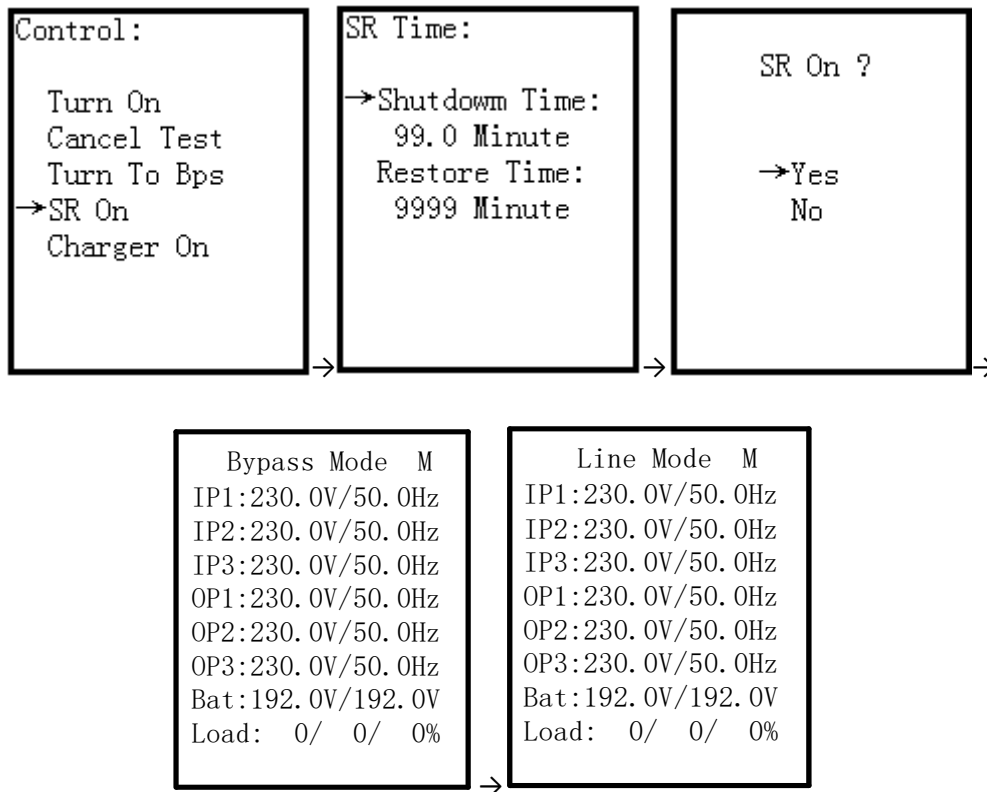 Control:
Turn On
Cancel Test
Turn To Bps
→SR On
Charger On
→
SR Time:
→Shutdowm Time:
99.0 Minute
Restore Time:
9999 Minute
→
SR On ?
→Yes
No
→
Bypass Mode M
IP1:230.0V/50.0Hz
IP2:230.0V/50.0Hz
IP3:230.0V/50.0Hz
OP1:230.0V/50.0Hz
OP2:230.0V/50.0Hz
OP3:230.0V/50.0Hz
Bat:192.0V/192.0V
Load: 0/ 0/ 0%
→
Line Mode M
IP1:230.0V/50.0Hz
IP2:230.0V/50.0Hz
IP3:230.0V/50.0Hz
OP1:230.0V/50.0Hz
OP2:230.0V/50.0Hz
OP3:230.0V/50.0Hz
Bat:192.0V/192.0V
Load: 0/ 0/ 0%